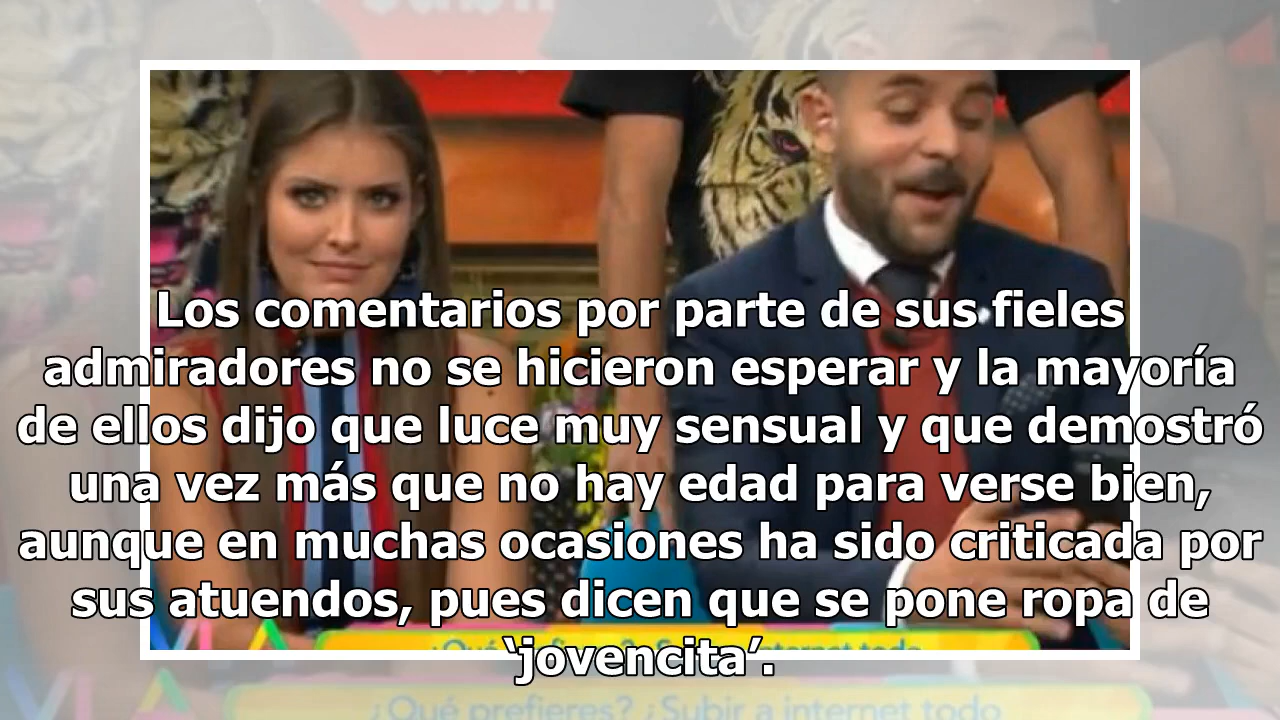 Los comentarios por parte de sus fieles
admiradores no se hicieron esperar y la mayoría
de ellos dijo que luce muy sensual y que demostró
una vez más que no hay edad para verse bien,
aunque en muchas ocasiones ha sido criticada por
sus atuendos, pues dicen que se pone ropa de
‘jovencita’.
¿Qué prefieres? ¿Subir a internet todo